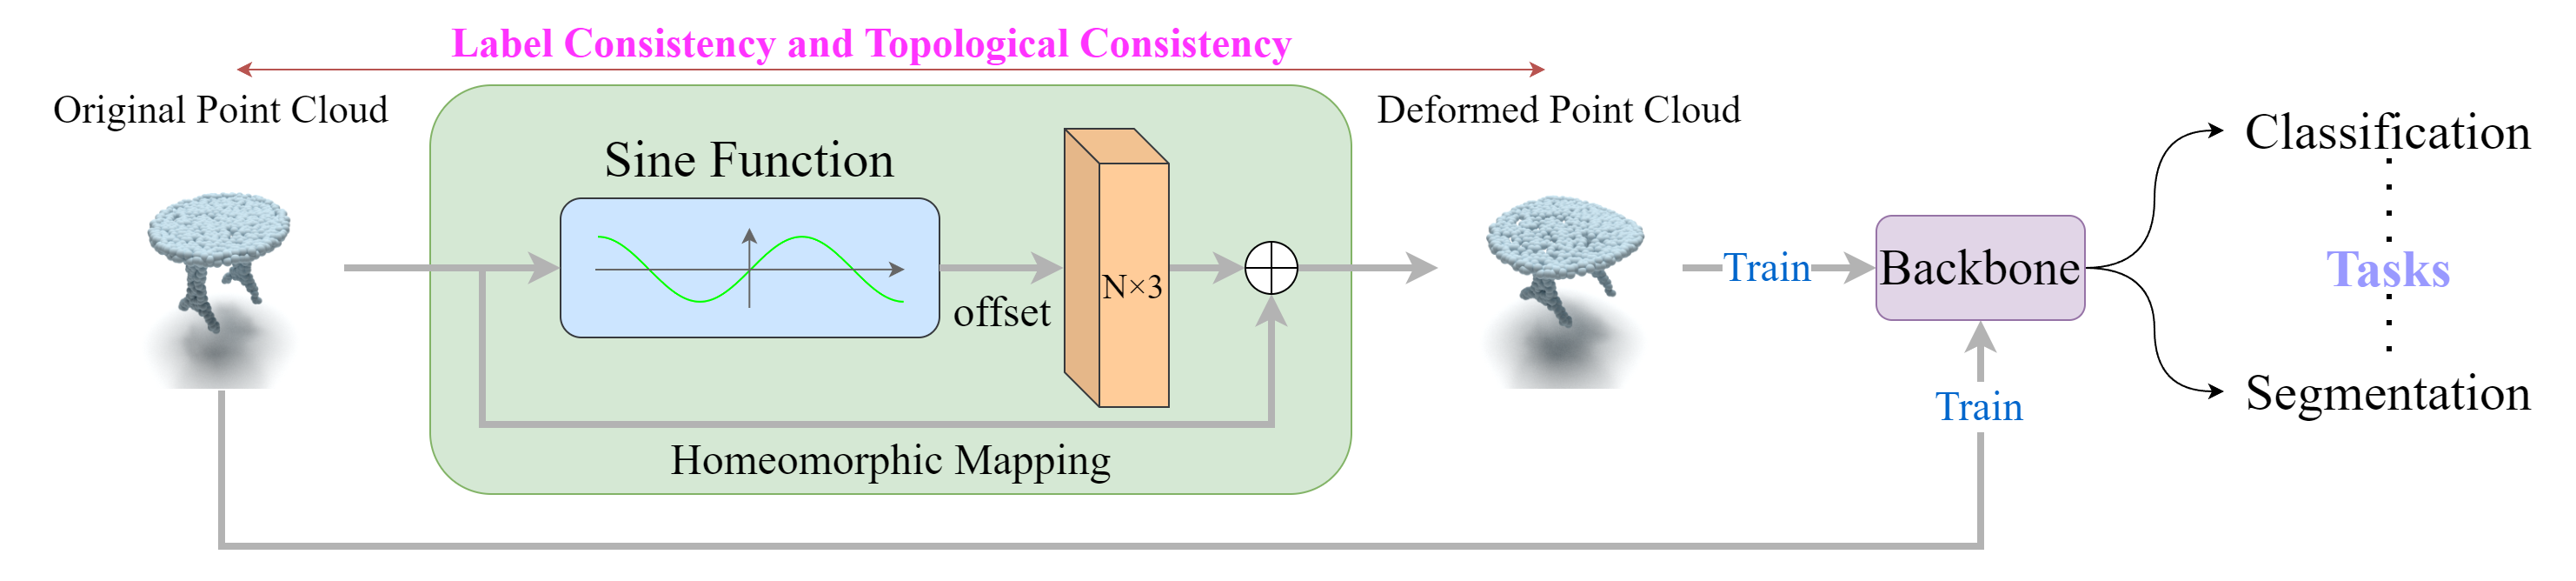 Label Consistency and Topological Consistency
Original Point Cloud
Deformed Point Cloud
Sine Function
offset
N×3
Homeomorphic Mapping
Train
Backbone
Train
Classification
Tasks
Segmentation